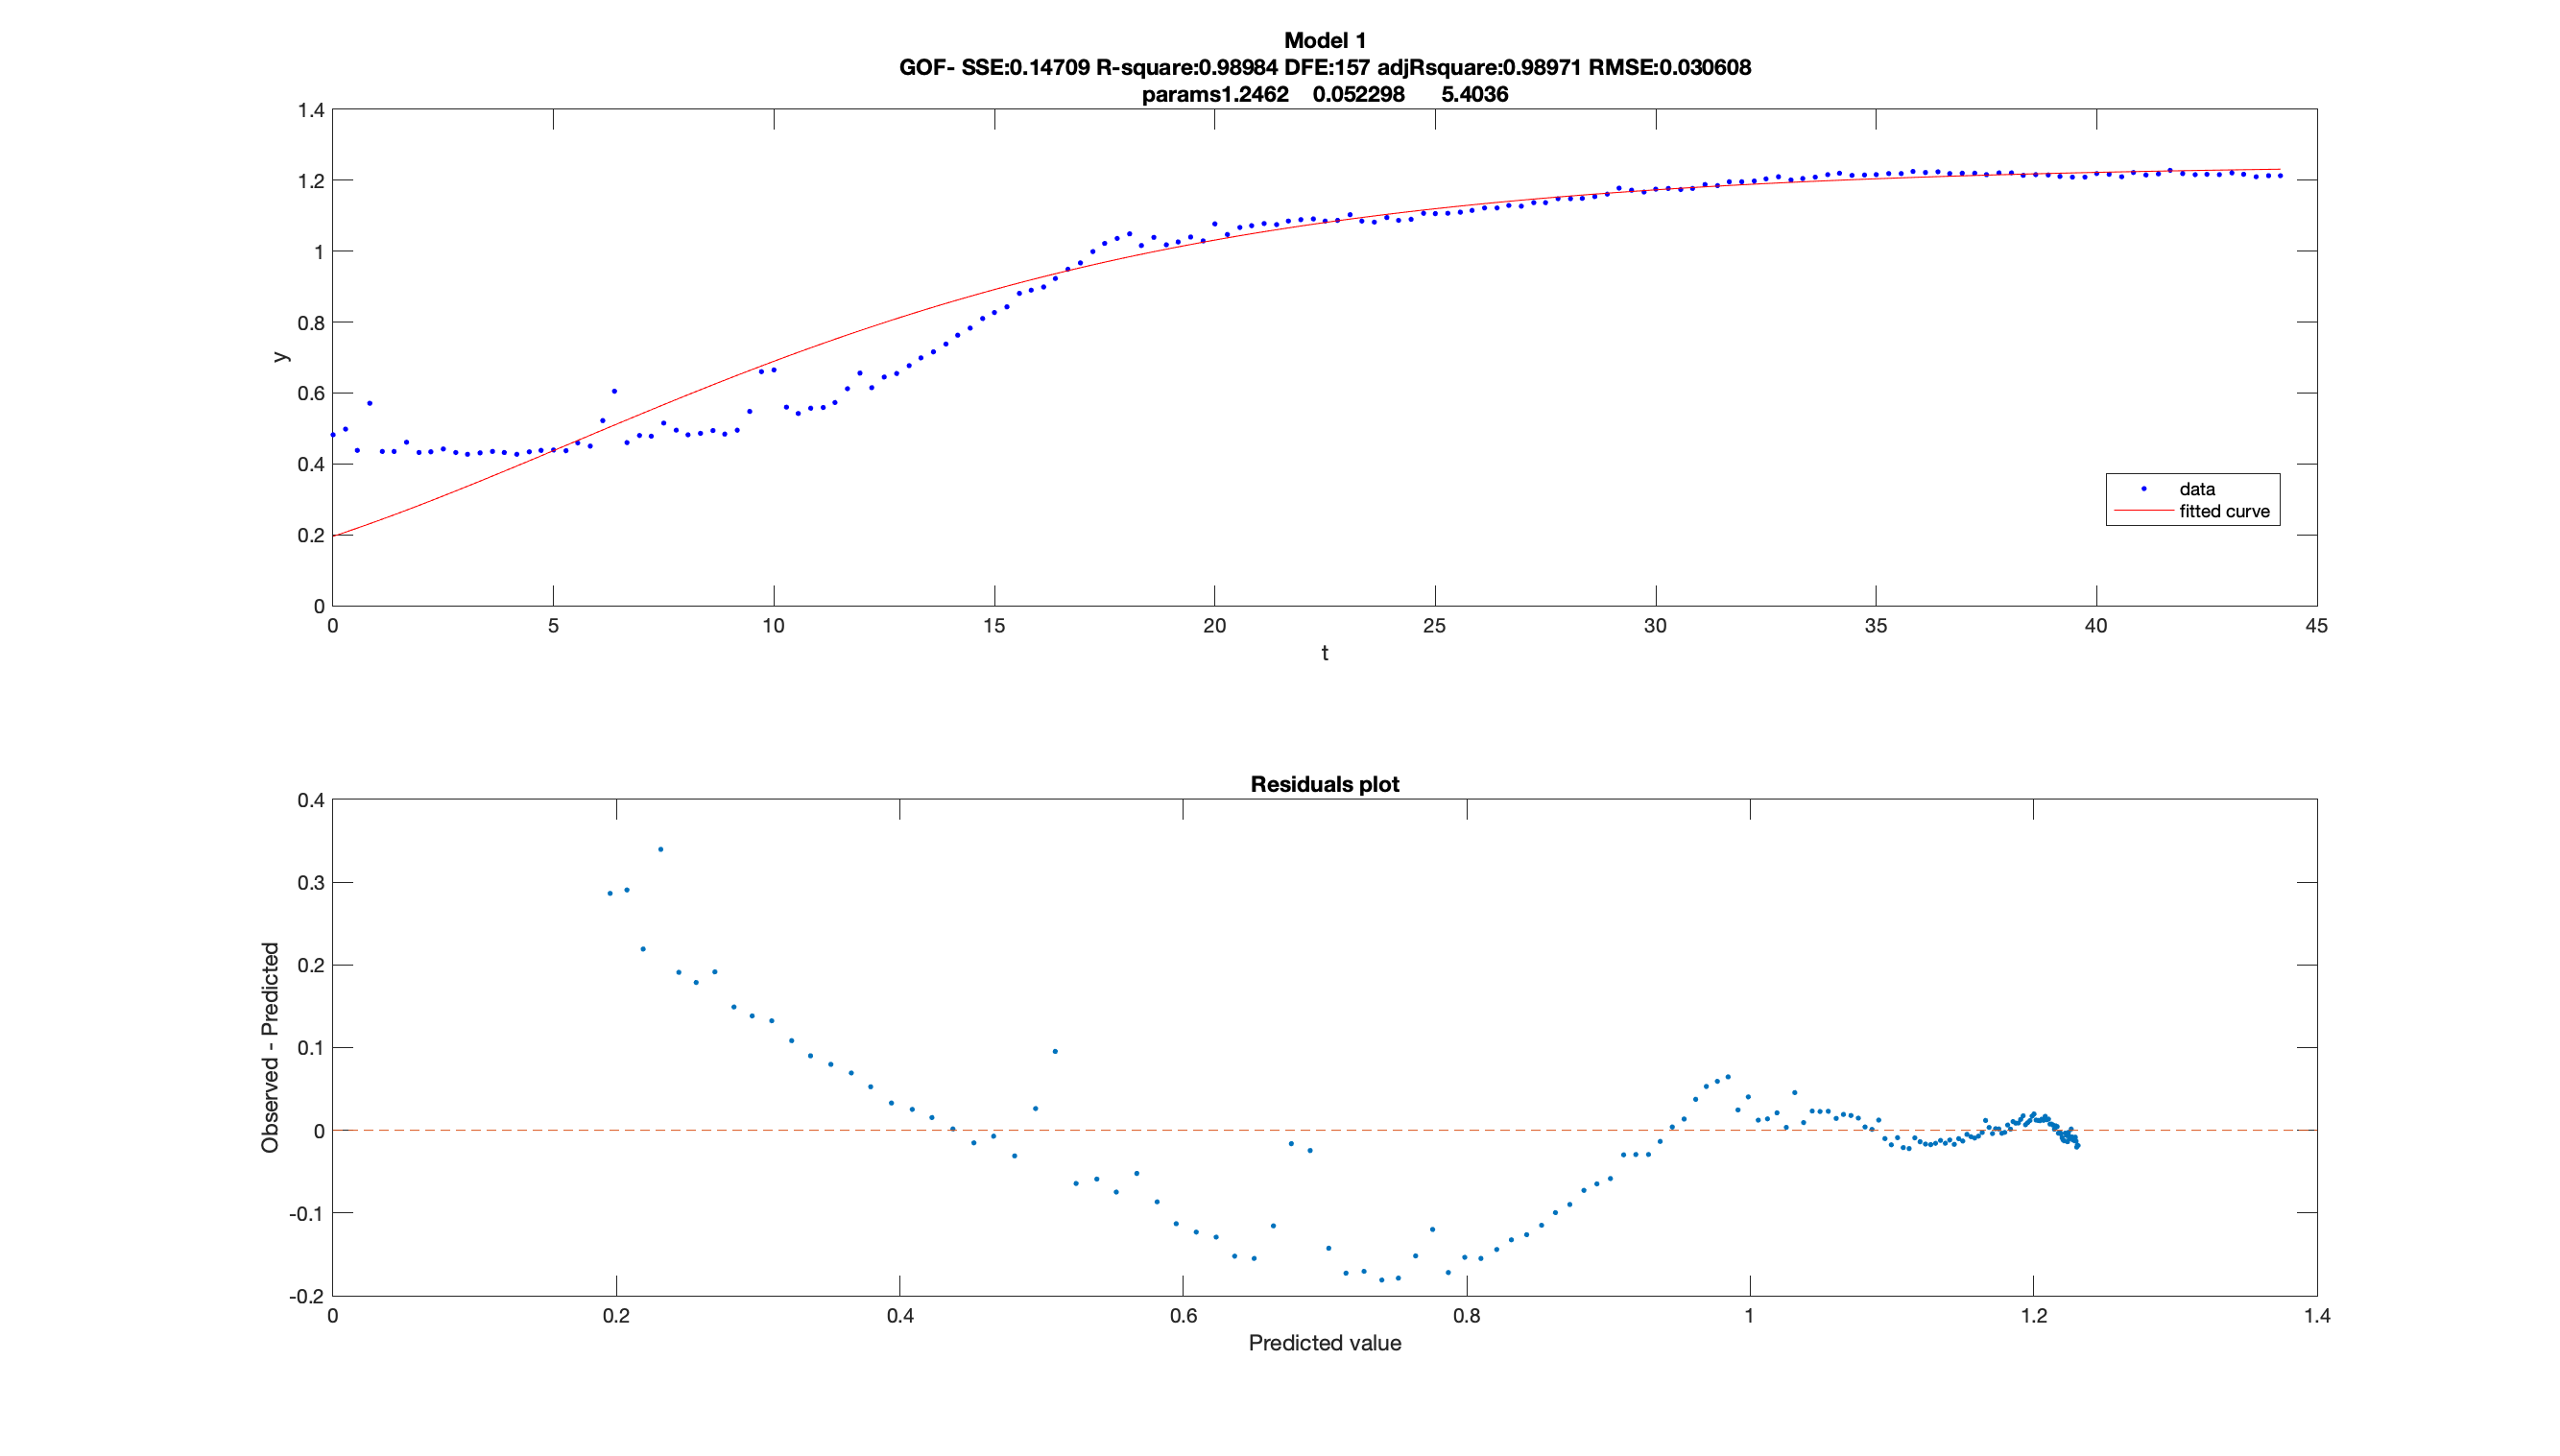 Model 1
GOF- SSE:0.14709 R-square:0.98984 DFE:157 adjRsquare:0.98971 RMSE:0.030608
params1.2462 0.052298 5.4036
1.4
1.2
1
0.8
0.6
0.4
0.2
0
y
0 5 10 15 20 25 30 35 40 45
t
data
fitted curve
Residuals plot
0.4
0.3
0.2
0.1
0
-0.1
-0.2
Observed - Predicted
0 0.2 0.4 0.6 0.8 1 1.2 1.4
Predicted value